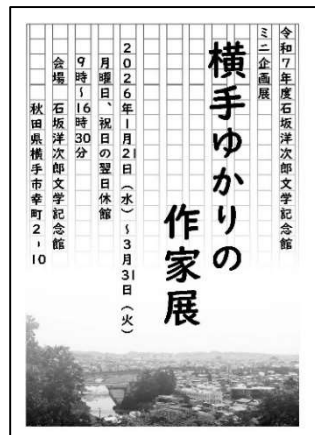 令和7年度石坂洋次郎文学記念館
ミニ企画展
横手ゆかりの
作家展
2026年1月21日（水）～3月31日（火）
月曜日、祝日の翌日休館
9時～16時30分
会場　石坂洋次郎文学記念館
秋田県横手市幸町2-10